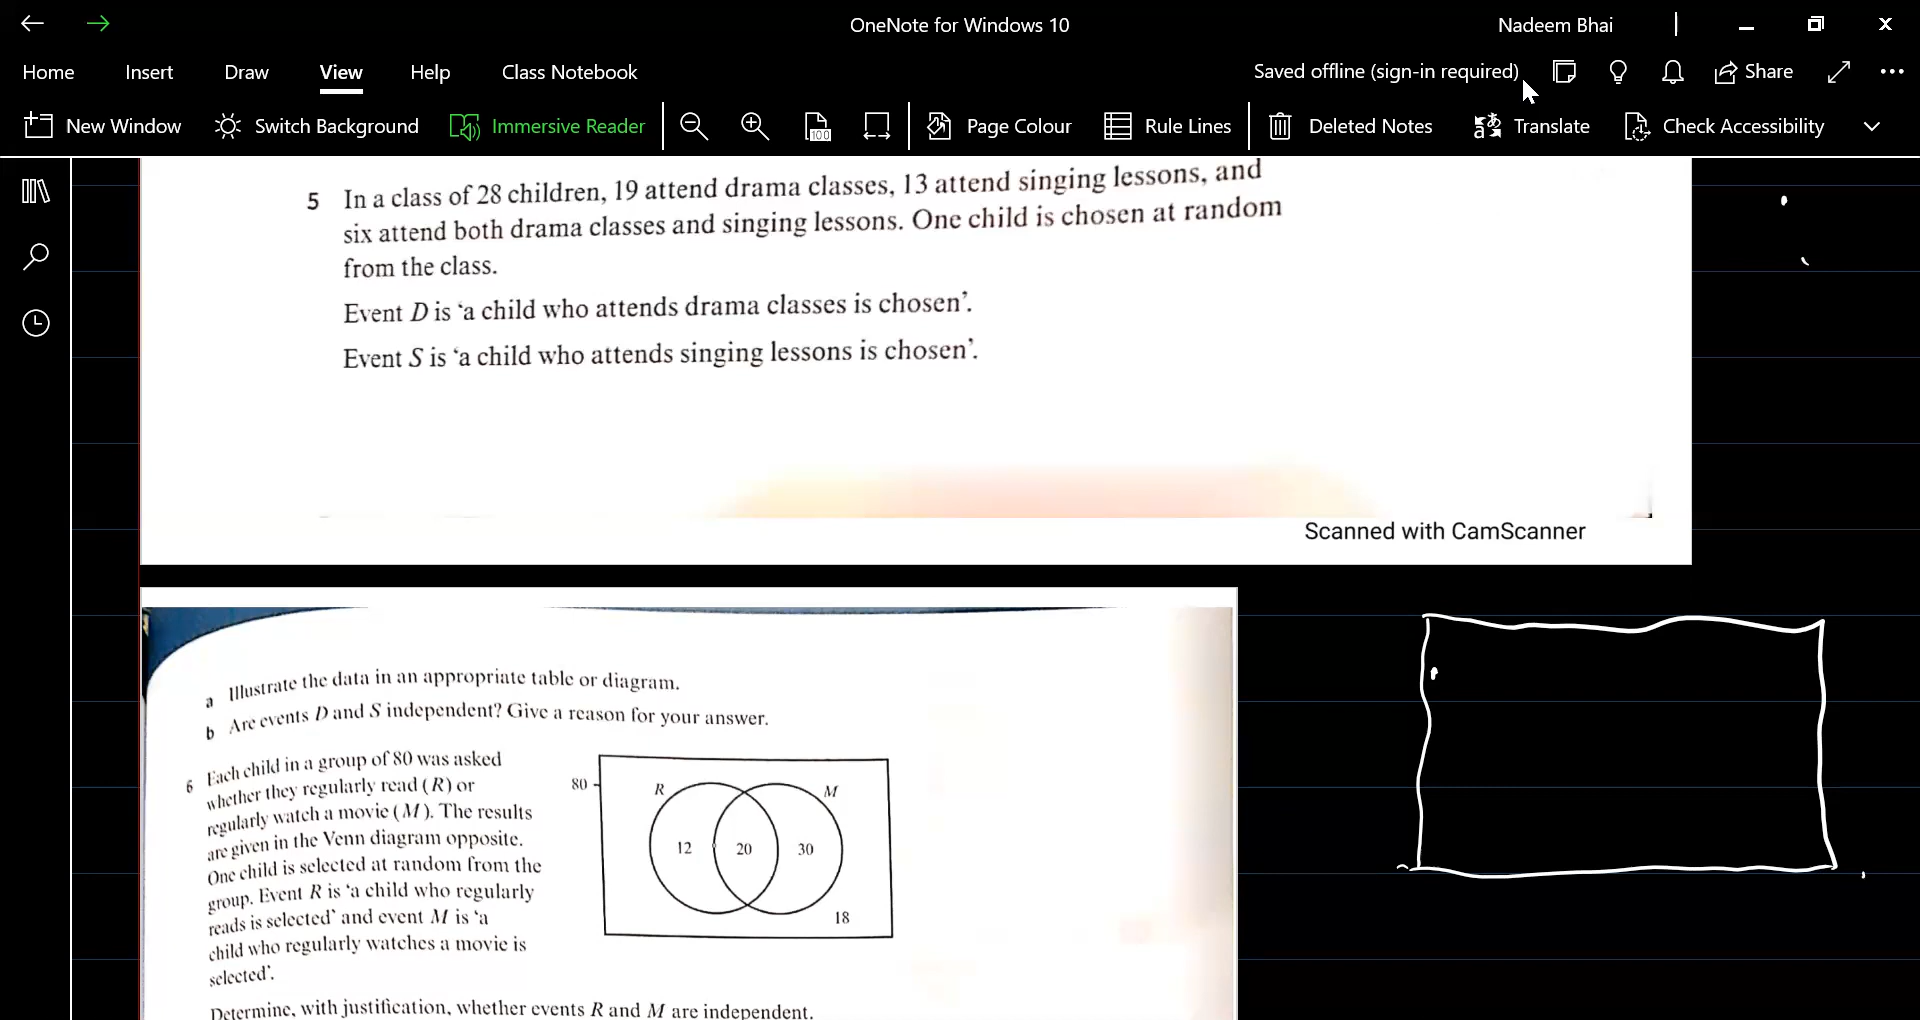 OneNote for Windows 10
Nadeem Bhai
Home Insert Draw View Help Class Notebook
Saved offline (sign-in required) Share
New Window Switch Background Immersive Reader 100 Page Colour Rule Lines Deleted Notes Translate Check Accessibility
5 In a class of 28 children, 19 attend drama classes, 13 attend singing lessons, and
six attend both drama classes and singing lessons. One child is chosen at random
from the class.
Event D is ‘a child who attends drama classes is chosen’.
Event S is ‘a child who attends singing lessons is chosen’.
Scanned with CamScanner
a Illustrate the data in an appropriate table or diagram.
b Are events D and S independent? Give a reason for your answer.
6 Each child in a group of 80 was asked
whether they regularly read (R) or
regularly watch a movie (M). The results
are given in the Venn diagram opposite.
One child is selected at random from the
group. Event R is ‘a child who regularly
reads is selected’ and event M is ‘a
child who regularly watches a movie is
selected’.
80
R M
12 20 30
18
Determine, with justification, whether events R and M are independent.